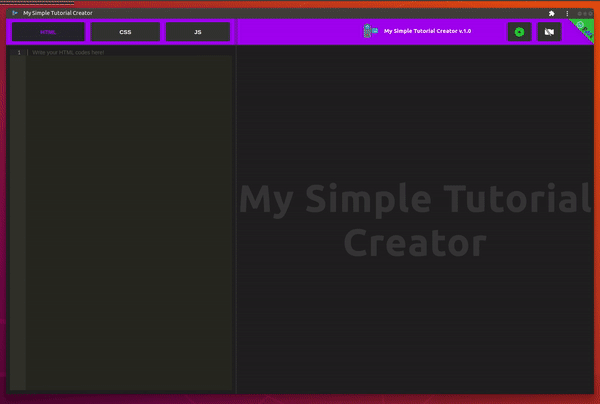 My Simple Tutorial Creator
HTML
CSS
JS
My Simple Tutorial Creator v.1.0
1
Write your HTML codes here!
My Simple Tutorial
Creator